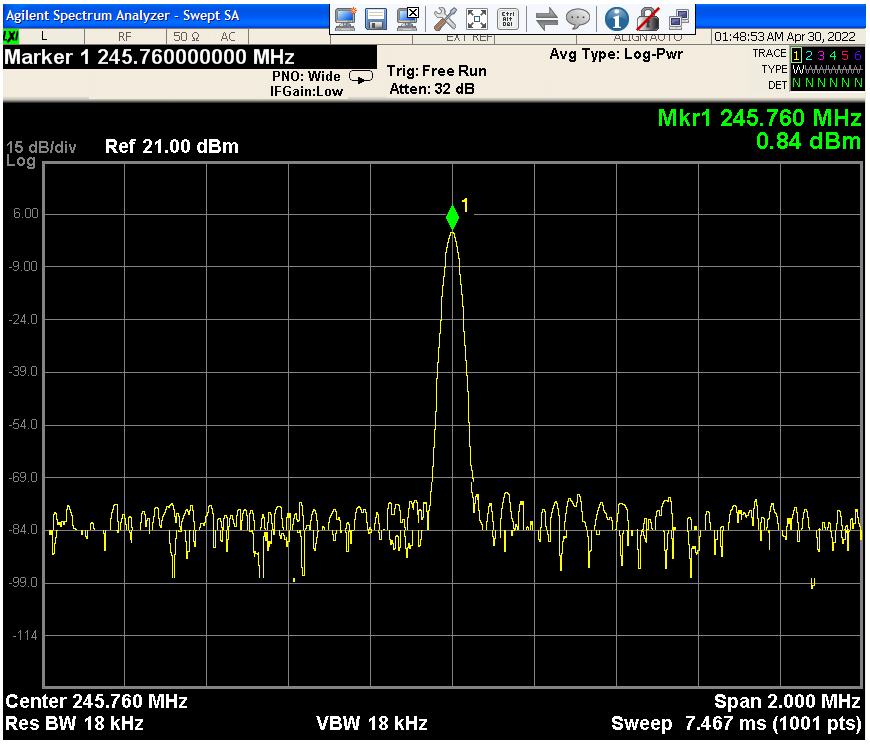 Agilent Spectrum Analyzer - Swept SA
LXI L RF 50 Ω AC EXT REF ALIGN AUTO 01:48:53 AM Apr 30, 2022
Marker 1 245.760000000 MHz
PNO: Wide
IFGain:Low
Trig: Free Run
Atten: 32 dB
Avg Type: Log-Pwr
TRACE 1 2 3 4 5 6
TYPE W
DET N N N N N N
Ctrl
Alt
Del
Mkr1 245.760 MHz
0.84 dBm
15 dB/div Ref 21.00 dBm
Log
1
6.00
-9.00
-24.0
-39.0
-54.0
-69.0
-84.0
-99.0
-114
Center 245.760 MHz Span 2.000 MHz
Res BW 18 kHz VBW 18 kHz Sweep 7.467 ms (1001 pts)